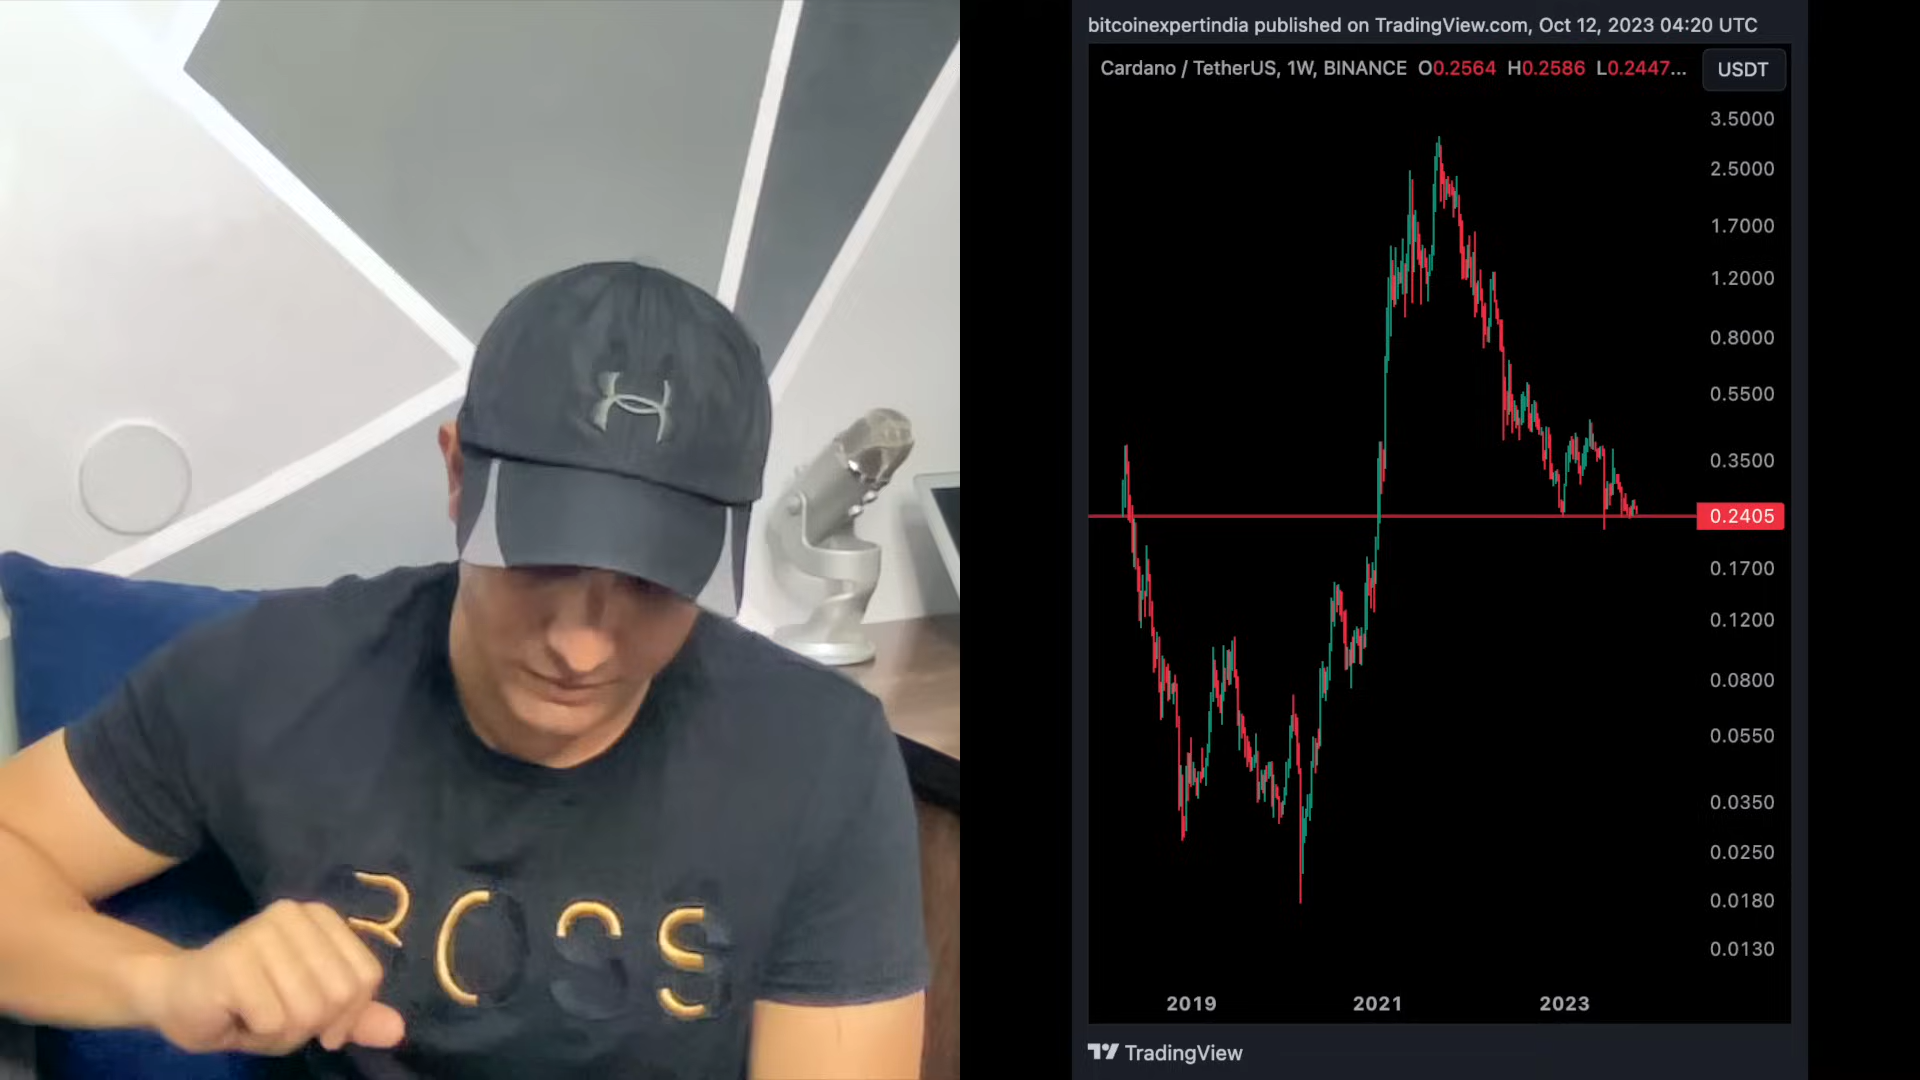 BOSS
bitcoinexpertindia published on TradingView.com, Oct 12, 2023 04:20 UTC
Cardano / TetherUS, 1W, BINANCE O0.2564 H0.2586 L0.2447...
USDT
3.5000
2.5000
1.7000
1.2000
0.8000
0.5500
0.3500
0.2405
0.1700
0.1200
0.0800
0.0550
0.0350
0.0250
0.0180
0.0130
2019 2021 2023
TradingView